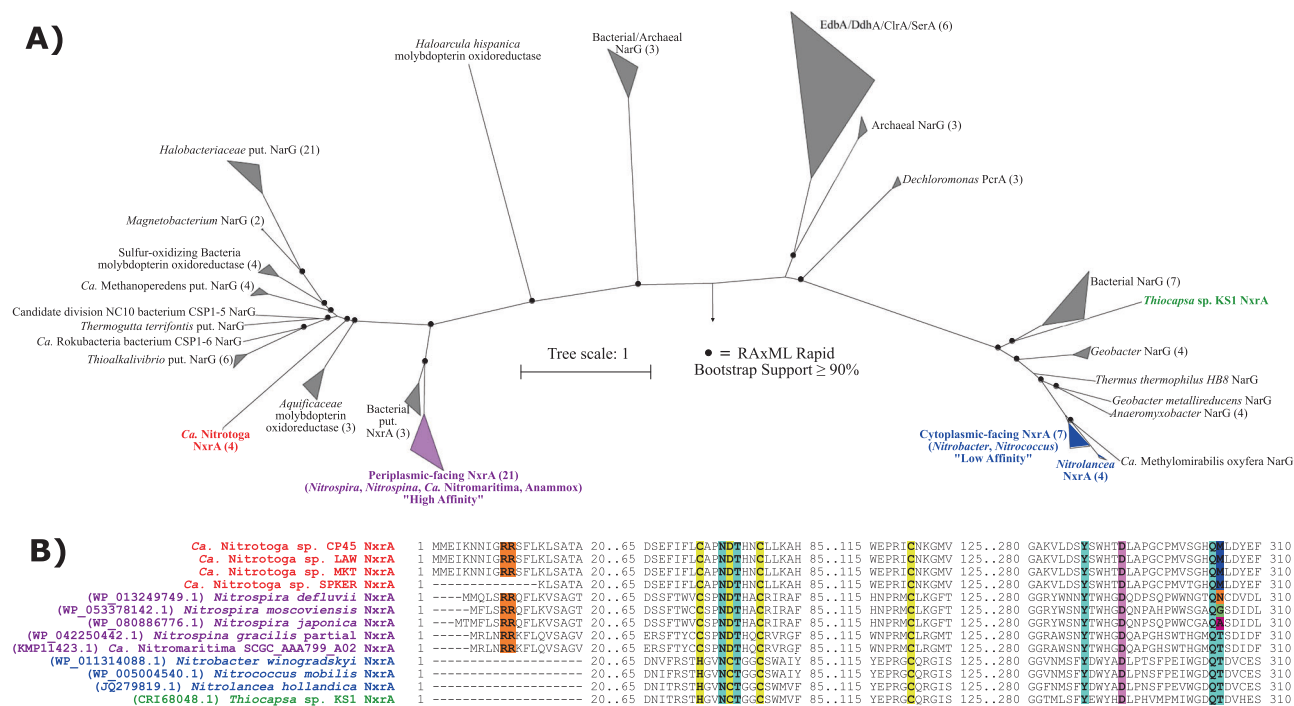 A)
Haloarcula hispanica
molybdopterin oxidoreductase
Bacterial/Archaeal
NarG (3)
EdbA/DdhA/ClrA/SerA (6)
Archaeal NarG (3)
Dechloromonas PcrA (3)
Halobacteriaceae put. NarG (21)
Magnetobacterium NarG (2)
Sulfur-oxidizing Bacteria
molybdopterin oxidoreductase (4)
Ca. Methanoperedens put. NarG (4)
Candidate division NC10 bacterium CSP1-5 NarG
Thermogutta terrifontis put. NarG
Ca. Rokubacteria bacterium CSP1-6 NarG
Thioalkalivibrio put. NarG (6)
Ca. Nitrotoga
NxrA (4)
Aquificaceae
molybdopterin
oxidoreductase (3)
Bacterial
put.
NxrA (3)
Periplasmic-facing NxrA (21)
(Nitrospira, Nitrospina, Ca. Nitromaritima, Anammox)
"High Affinity"
Tree scale: 1
● = RAxML Rapid
Bootstrap Support ≥ 90%
Bacterial NarG (7)
Thiocapsa sp. KS1 NxrA
Geobacter NarG (4)
Thermus thermophilus HB8 NarG
Geobacter metallireducens NarG
Anaeromyxobacter NarG (4)
Cytoplasmic-facing NxrA (7)
(Nitrobacter, Nitrococcus)
"Low Affinity"
Nitrolancea
NxrA (4)
Ca. Methylomirabilis oxyfera NarG
B)
Ca. Nitrotoga sp. CP45 NxrA 1 MMEIKNNIGRRSFLKLSATA 20..65 DSEFIFLCAPNDTHNCLLKAH 85..115 WEPRICNKGMV 125..280 GAKVLDSYSWHTDLAPGCPMVSGHQMLDYEF 310
Ca. Nitrotoga sp. LAW NxrA 1 MMEIKNNIGRRSFLKLSATA 20..65 DSEFIFLCAPNDTHNCLLKAH 85..115 WEPRICNKGMV 125..280 GAKVLDSYSWHTDLAPGCPMVSGHQMLDYEF 310
Ca. Nitrotoga sp. MKT NxrA 1 MMEIKNNIGRRSFLKLSATA 20..65 DSEFIFLCAPNDTHNCLLKAH 85..115 WEPRICNKGMV 125..280 GAKVLDSYSWHTDLAPGCPMVSGHQMLDYEF 310
Ca. Nitrotoga sp. SPKER NxrA 1 --------------KLSATA 20..65 DSEFIFLCAPNDTHNCLLKAH 85..115 WEPRICNKGMV 125..280 GAKVLDSYSWHTDLAPGCPMVSGHQMLDYEF 310
(WP_013249749.1) Nitrospira defluvii NxrA 1 ----MMQLSRRQFLKVSAGT 20..65 DSSFTWCCSPNDTHACRIRAF 85..115 HNPRMCLKGFT 125..280 GGRYWSNYTWHGDQDPSQPWWNGTQNCDVDL 310
(WP_053378142.1) Nitrospira moscoviensis NxrA 1 -----MFLSRRQFLKVSAGT 20..65 DSSFTWCCSPNDTHACRIRAF 85..115 HNPRMCLKGFT 125..280 GGRYWSNYTWHGDQNPAHPWWSGAQGSDIDL 310
(WP_080886776.1) Nitrospira japonica NxrA 1 ---MTMFLSRRQFLKVSAGT 20..65 DSSFTWVCSPNDTHACRIRAF 85..115 HNPRMCLKGFT 125..280 GGRYWSNYTWHGDQNPSQPWWCGAQASDIDL 310
(WP_042250442.1) Nitrospina gracilis partial NxrA 1 ----MRLNRRKFLQVSAGV 20..65 ERSFTYCCSPNDTHQCRVRGF 85..115 WNPRMCLRGMT 125..280 GGRYAWSNYTWHGDQAPGHSWTHGMQTSDIDL 310
(KMP11423.1) Ca. Nitromaritima SCGC_AAA799_A02 NxrA 1 ----MRLNRRKFLQVSAGV 20..65 ERSFTYCCSPNDTHQCRVRGF 85..115 WNPRMCLRGMT 125..280 GGRYAWSNYTWHGDQAPGHSWTHGMQTSDIDL 310
(WP_011314088.1) Nitrobacter winogradskyi NxrA 1 -------------------- 20..65 DNVFRSTHGVNCTGGCSWAIY 85..115 YEPRGCQRGIS 125..280 GGVNMSFYDWYADLPTSFPEIWGDQTDVCES 310
(WP_005004540.1) Nitrococcus mobilis NxrA 1 -------------------- 20..65 DNVFRSTHGVNCTGGCSWAIY 85..115 YEPRGCQRGIS 125..280 GGVNMSFYDWYADLPTSFPEIWGDQTDVCES 310
(JQ279819.1) Nitrolancea hollandica NxrA 1 -------------------- 20..65 DNITRSTHGVNCTGGCSWMVF 85..115 YEPRGCQRGIS 125..280 GGFNMSFYDWYADLPHVMPIWGDQTDVCES 310
(CRI68048.1) Thiocapsa sp. KS1 NxrA 1 -------------------- 20..65 DNITRSTHGVNCTGSCSWMVF 85..115 YEPRGCPRGIS 125..280 GGTMLSFYDWYHDLPHVMPMIWGDQTDVCES 310